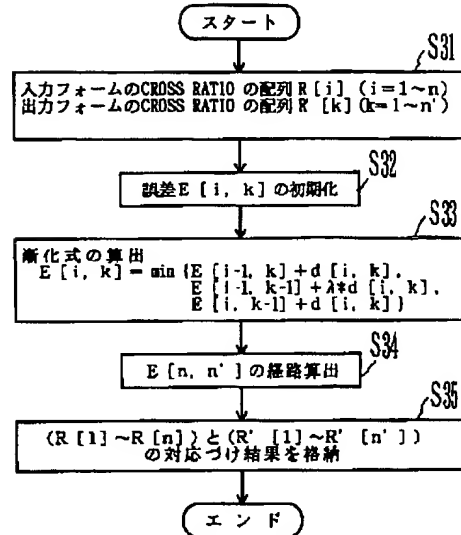 スタート
S31
入力フォームのCROSS RATIO の配列 R [i] (i=1~n)
出力フォームのCROSS RATIO の配列 R' [k] (k=1~n')
S32
誤差E [i, k] の初期化
S33
漸化式の算出
E [i, k] = min {E [i-1, k] + d [i, k],
E [i-1, k-1] + λ*d [i, k],
E [i, k-1] + d [i, k]}
S34
E [n, n'] の経路算出
S35
(R [1] ~R [n]) と (R' [1] ~R' [n'])
の対応づけ結果を格納
エンド